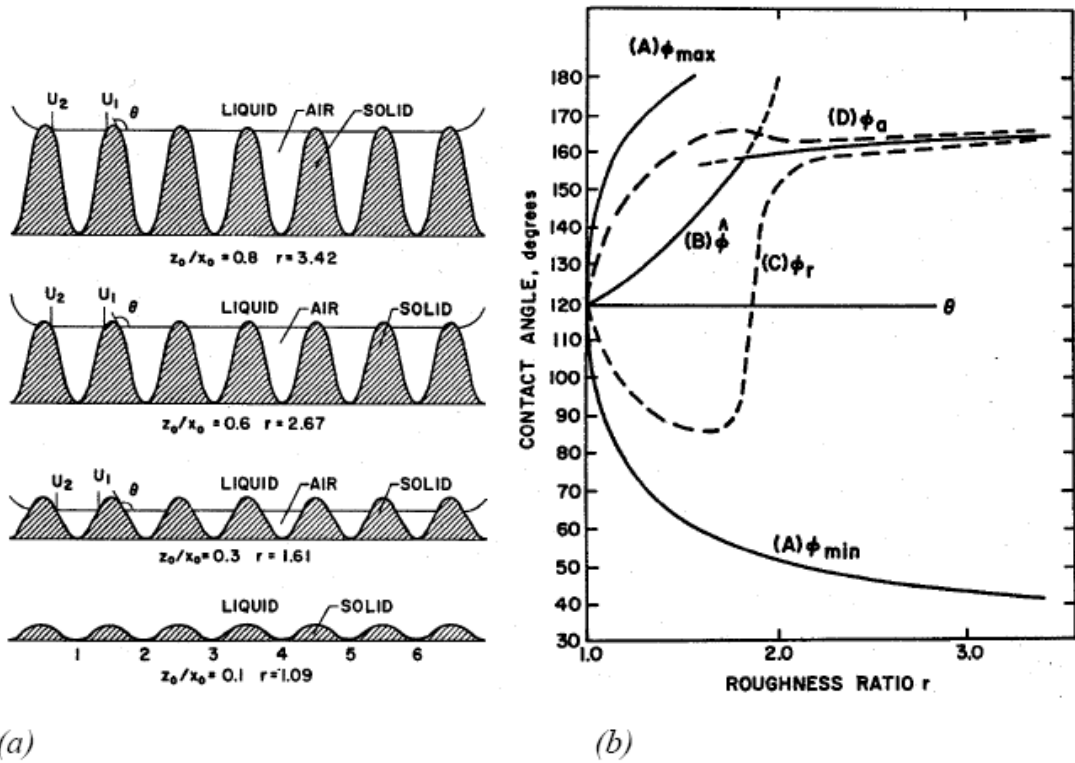 U₂ U₁ θ LIQUID AIR SOLID
z₀/x₀ = 0.8 r = 3.42
U₂ U₁ θ LIQUID AIR SOLID
z₀/x₀ = 0.6 r = 2.67
U₂ U₁ θ LIQUID AIR SOLID
z₀/x₀ = 0.3 r = 1.61
LIQUID SOLID
1 2 3 4 5 6
z₀/x₀ = 0.1 r = 1.09
(a)
CONTACT ANGLE, degrees
180
170
160
150
140
130
120
110
100
90
80
70
60
50
40
30
(A) ϕmax
(D) ϕa
(B) ϕ̂
(C) ϕr
θ
(A) ϕmin
1.0 2.0 3.0
ROUGHNESS RATIO r
(b)